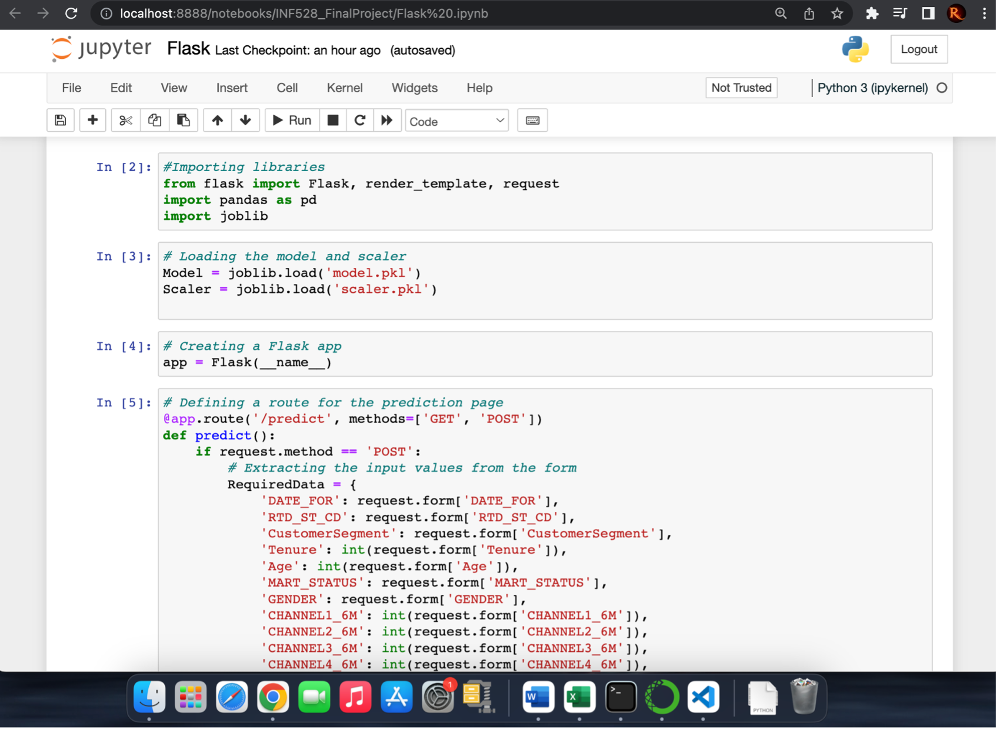 localhost:8888/notebooks/INF528_FinalProject/Flask%20.ipynb
R
jupyter Flask Last Checkpoint: an hour ago (autosaved)
Logout
File Edit View Insert Cell Kernel Widgets Help
Not Trusted
Python 3 (ipykernel)
Run
Code
In [2]:
#Importing libraries
from flask import Flask, render_template, request
import pandas as pd
import joblib
In [3]:
# Loading the model and scaler
Model = joblib.load('model.pkl')
Scaler = joblib.load('scaler.pkl')
In [4]:
# Creating a Flask app
app = Flask(__name__)
In [5]:
# Defining a route for the prediction page
@app.route('/predict', methods=['GET', 'POST'])
def predict():
    if request.method == 'POST':
        # Extracting the input values from the form
        RequiredData = {
            'DATE_FOR': request.form['DATE_FOR'],
            'RTD_ST_CD': request.form['RTD_ST_CD'],
            'CustomerSegment': request.form['CustomerSegment'],
            'Tenure': int(request.form['Tenure']),
            'Age': int(request.form['Age']),
            'MART_STATUS': request.form['MART_STATUS'],
            'GENDER': request.form['GENDER'],
            'CHANNEL1_6M': int(request.form['CHANNEL1_6M']),
            'CHANNEL2_6M': int(request.form['CHANNEL2_6M']),
            'CHANNEL3_6M': int(request.form['CHANNEL3_6M']),
            'CHANNEL4_6M': int(request.form['CHANNEL4_6M']),
1
W
X
>_
PYTHON